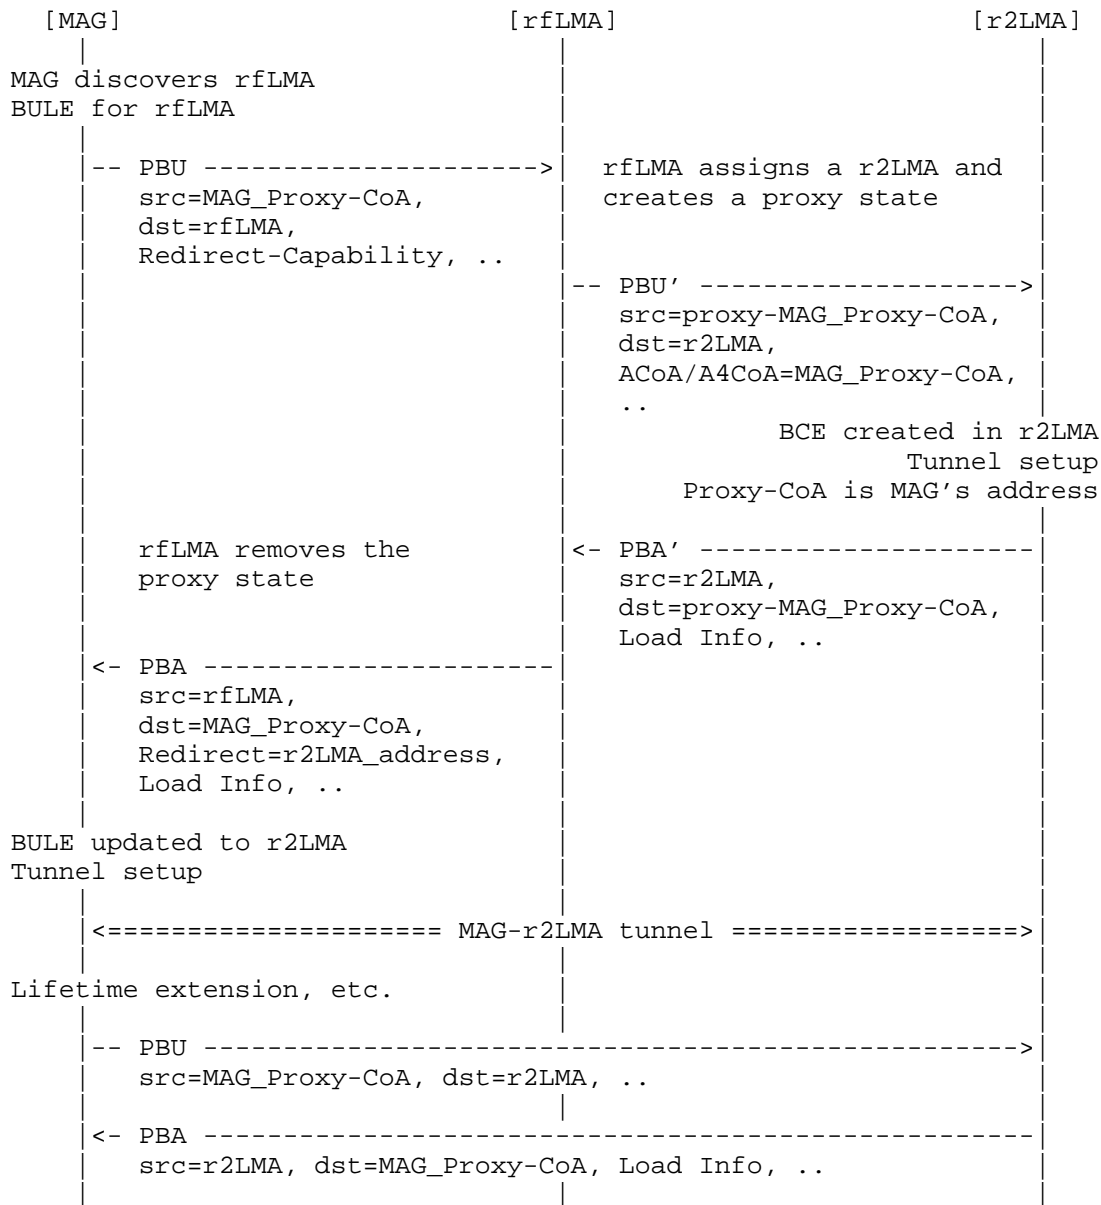 [MAG]                        [rfLMA]                      [r2LMA]
     |                             |                             |
MAG discovers rfLMA                |                             |
BULE for rfLMA                     |                             |
     |                             |                             |
     |-- PBU --------------------->|  rfLMA assigns a r2LMA and  |
     |   src=MAG_Proxy-CoA,        |  creates a proxy state      |
     |   dst=rfLMA,                |                             |
     |   Redirect-Capability, ..   |                             |
     |                             |-- PBU’ -------------------->|
     |                             |   src=proxy-MAG_Proxy-CoA,  |
     |                             |   dst=r2LMA,                |
     |                             |   ACoA/A4CoA=MAG_Proxy-CoA, |
     |                             |   ..                        |
     |                             |             BCE created in r2LMA
     |                             |                     Tunnel setup
     |                             |       Proxy-CoA is MAG’s address
     |                             |                             |
     |   rfLMA removes the         |<- PBA’ ---------------------|
     |   proxy state               |   src=r2LMA,                |
     |                             |   dst=proxy-MAG_Proxy-CoA,  |
     |                             |   Load Info, ..             |
     |<- PBA ----------------------|                             |
     |   src=rfLMA,                |                             |
     |   dst=MAG_Proxy-CoA,        |                             |
     |   Redirect=r2LMA_address,   |                             |
     |   Load Info, ..             |                             |
     |                             |                             |
BULE updated to r2LMA              |                             |
Tunnel setup                       |                             |
     |                             |                             |
     |<===================== MAG-r2LMA tunnel ==================>|
     |                             |                             |
Lifetime extension, etc.           |                             |
     |                             |                             |
     |-- PBU --------------------------------------------------->|
     |   src=MAG_Proxy-CoA, dst=r2LMA, ..                        |
     |                             |                             |
     |<- PBA ----------------------------------------------------|
     |   src=r2LMA, dst=MAG_Proxy-CoA, Load Info, ..             |
     |                             |                             |